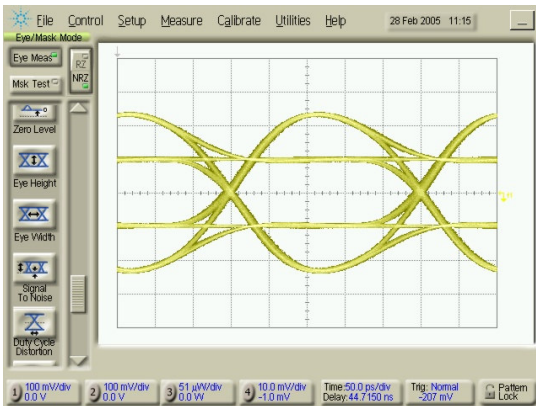 File Control Setup Measure Calibrate Utilities Help 28 Feb 2005 11:15
Eye/Mask Mode
Eye Meas
RZ
NRZ
Msk Test
Zero Level
Eye Height
Eye Width
Signal
To Noise
Duty Cycle
Distortion
1) 100 mV/div
0.0 V
2) 100 mV/div
0.0 V
3) 51 µW/div
0.0 W
4) 10.0 mV/div
-1.0 mV
Time:50.0 ps/div
Delay:44.7150 ns
Trig: Normal
-207 mV
Pattern
Lock